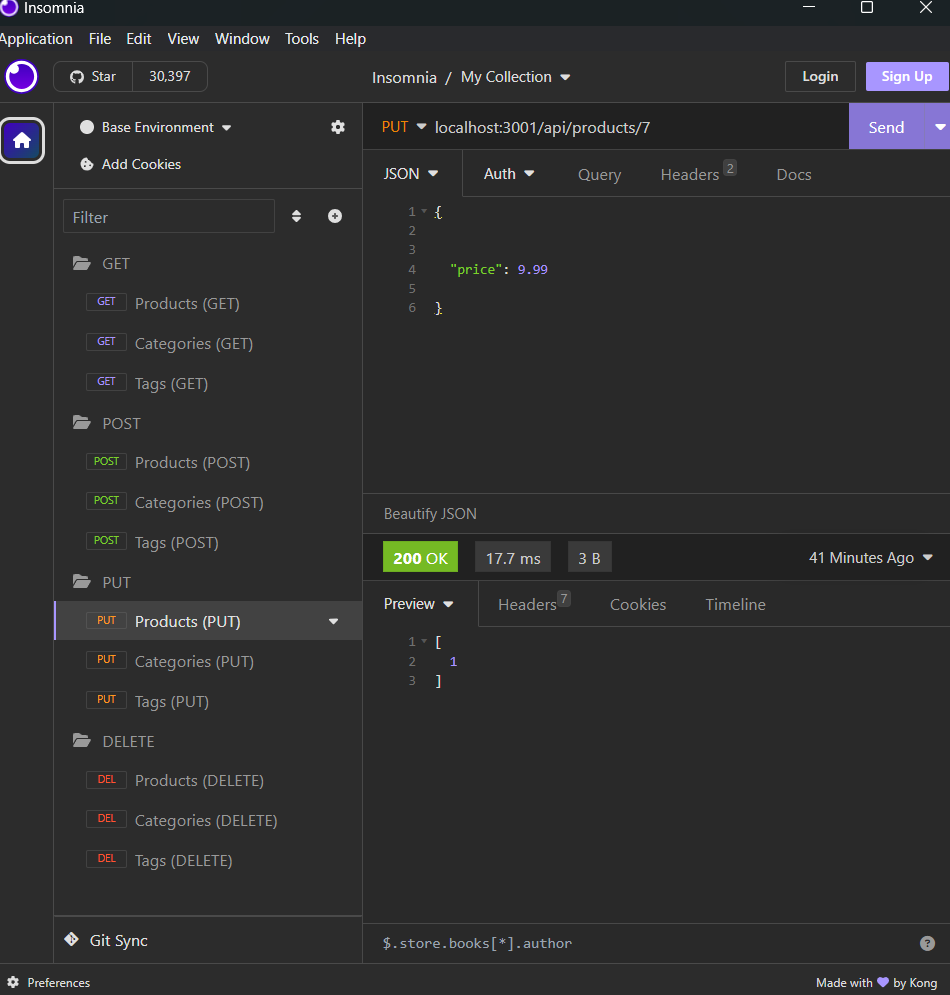 Insomnia
Application File Edit View Window Tools Help
Star 30,397 Insomnia / My Collection Login Sign Up
Base Environment
Add Cookies
Filter
GET
GET Products (GET)
GET Categories (GET)
GET Tags (GET)
POST
POST Products (POST)
POST Categories (POST)
POST Tags (POST)
PUT
PUT Products (PUT)
PUT Categories (PUT)
PUT Tags (PUT)
DELETE
DEL Products (DELETE)
DEL Categories (DELETE)
DEL Tags (DELETE)
Git Sync
PUT localhost:3001/api/products/7 Send
JSON Auth Query Headers 2 Docs
1 {
2
3
4 "price": 9.99
5
6 }
Beautify JSON
200 OK 17.7 ms 3 B 41 Minutes Ago
Preview Headers 7 Cookies Timeline
1 [
2 1
3 ]
$.store.books[*].author ?
Preferences Made with 💜 by Kong